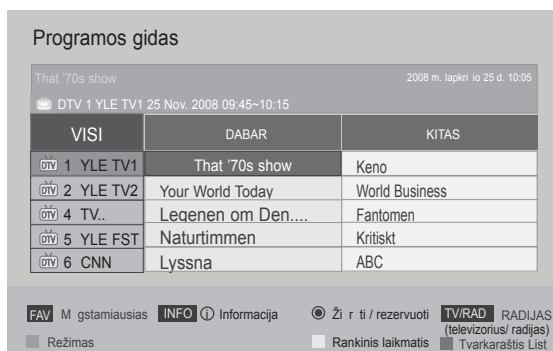 Programos gidas
That '70s show 2008 m. lapkri io 25 d. 10:05
DTV 1 YLE TV1 25 Nov. 2008 09:45~10:15
VISI DABAR KITAS
DTV 1 YLE TV1 That '70s show Keno
DTV 2 YLE TV2 Your World Today World Business
DTV 4 TV.. Legenen om Den.... Fantomen
DTV 5 YLE FST Naturtimmen Kritiskt
DTV 6 CNN Lyssna ABC
FAV M gstamiausias INFO i Informacija Ži r ti / rezervuoti TV/RAD RADIJAS
(televizorius/ radijas)
Režimas Rankinis laikmatis Tvarkaraštis List